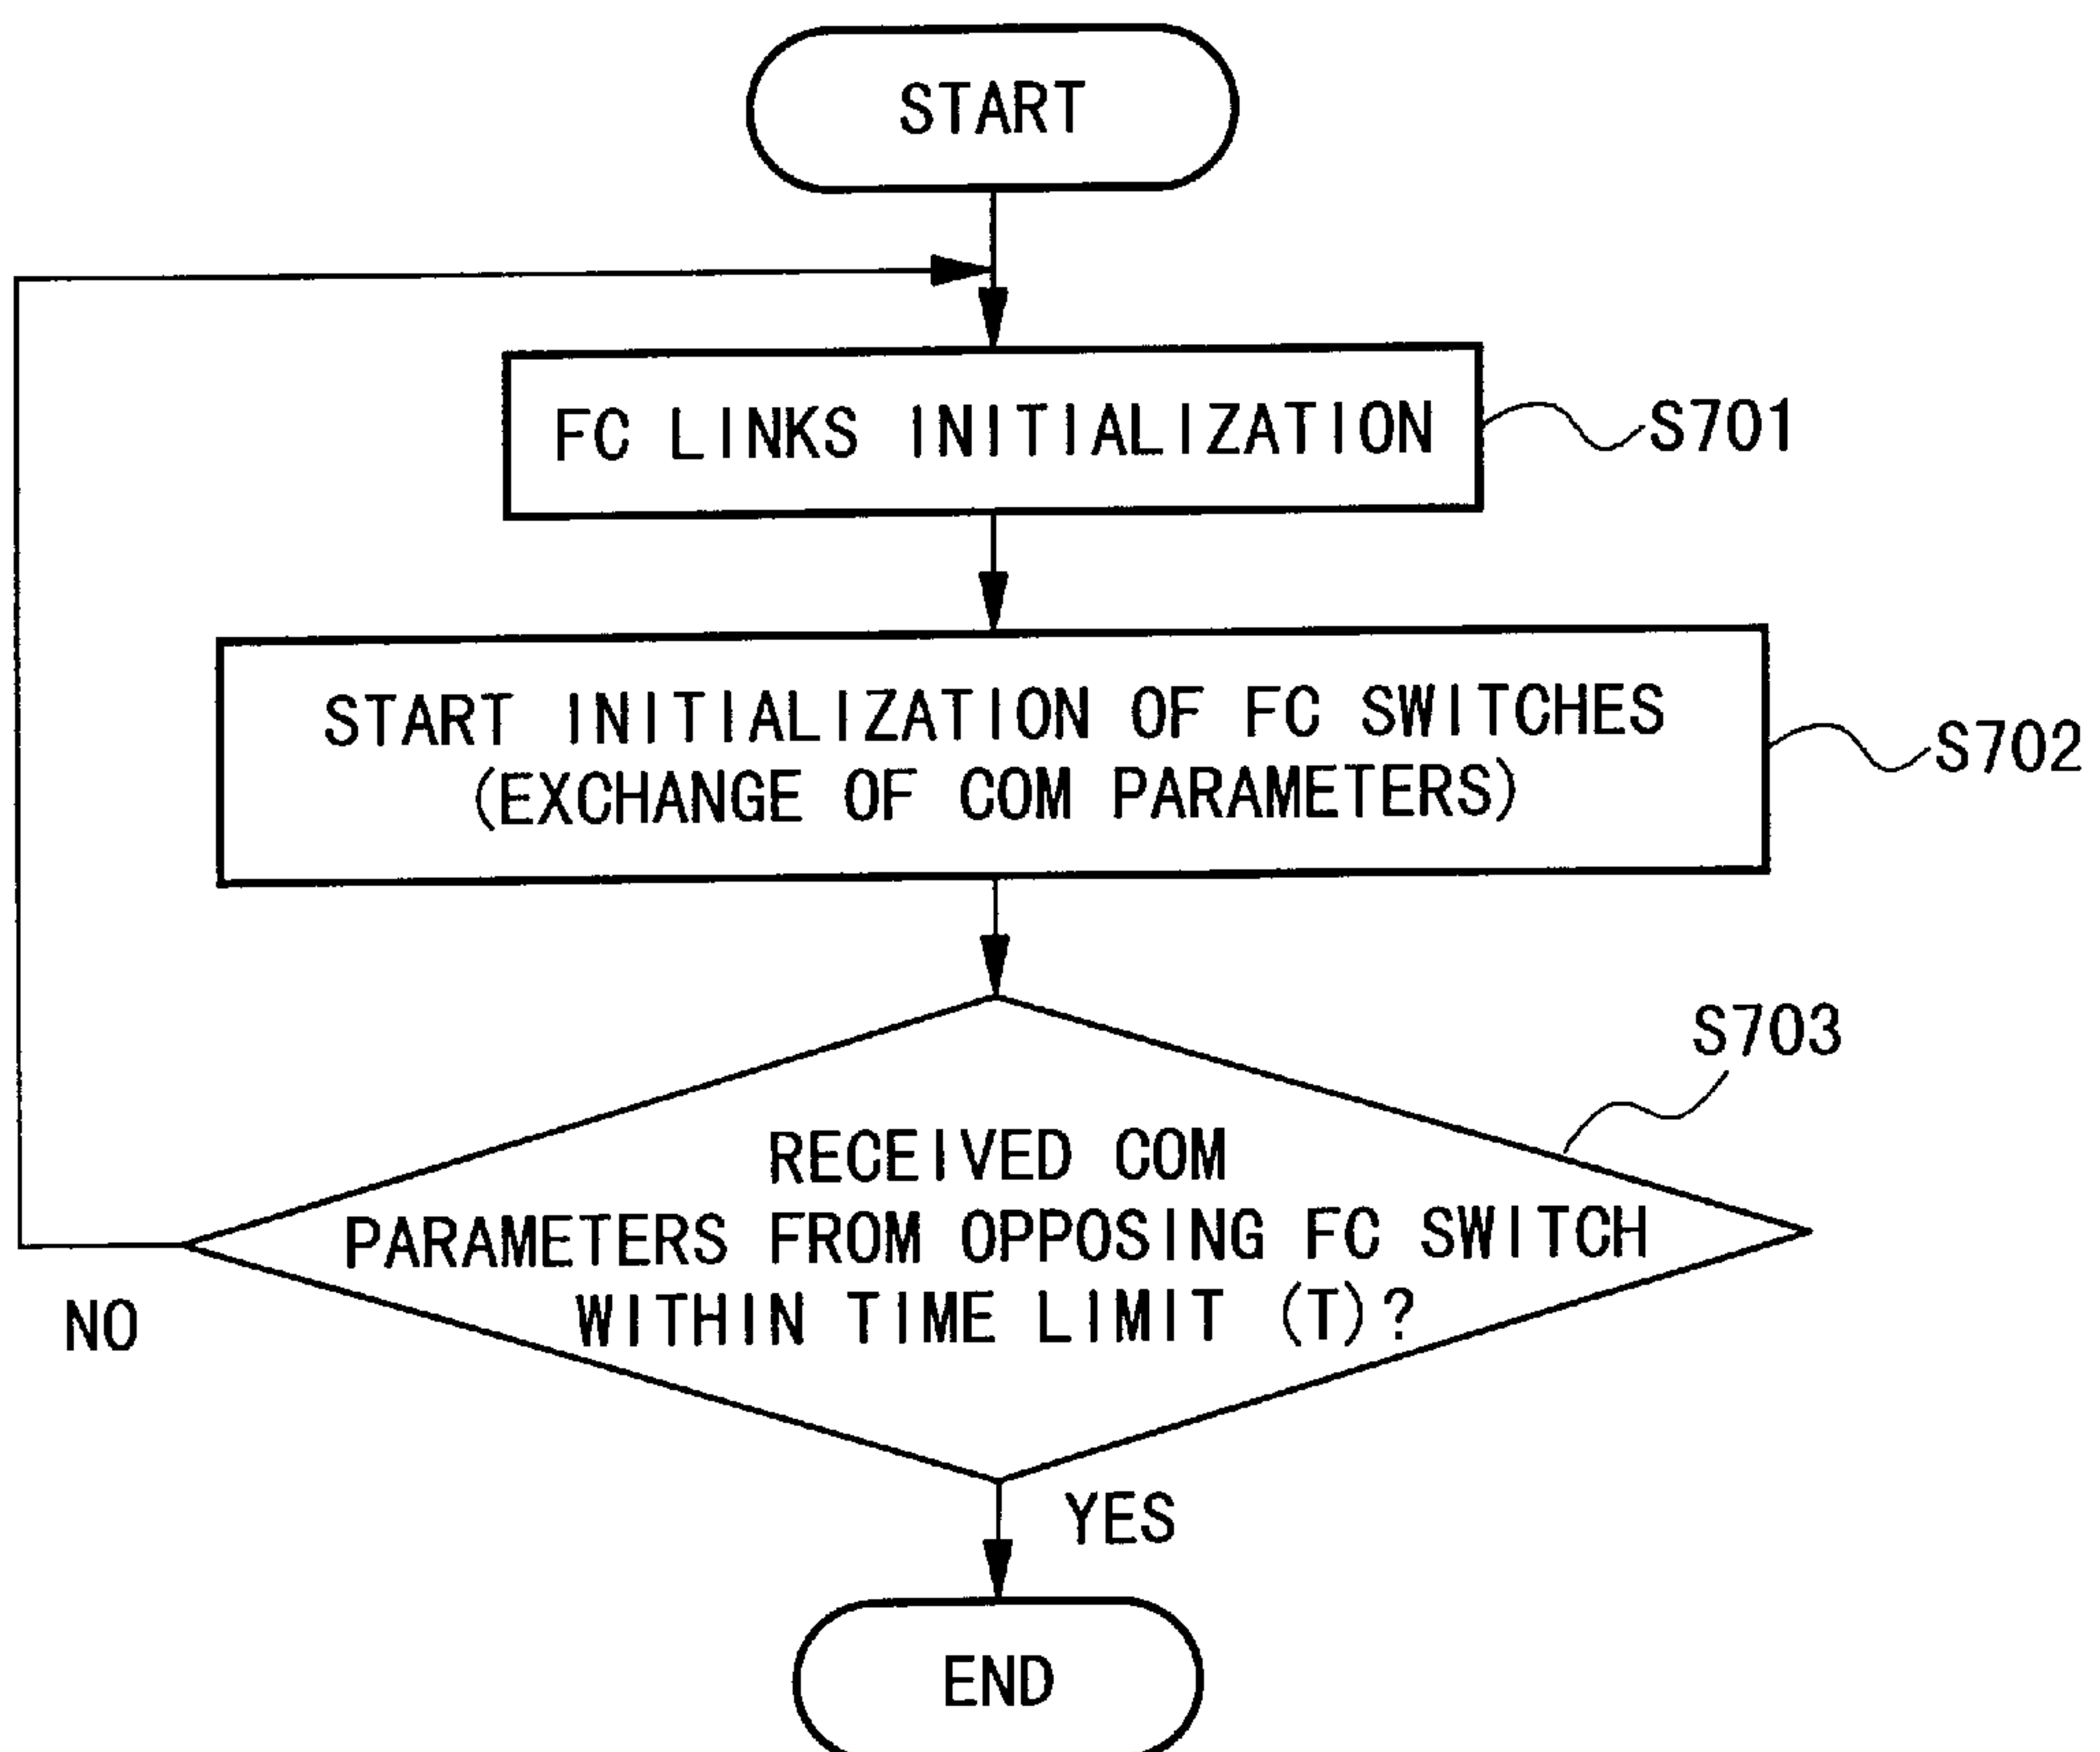 START
FC LINKS INITIALIZATION
S701
START INITIALIZATION OF FC SWITCHES
(EXCHANGE OF COM PARAMETERS)
S702
S703
RECEIVED COM
PARAMETERS FROM OPPOSING FC SWITCH
WITHIN TIME LIMIT (T)?
NO
YES
END